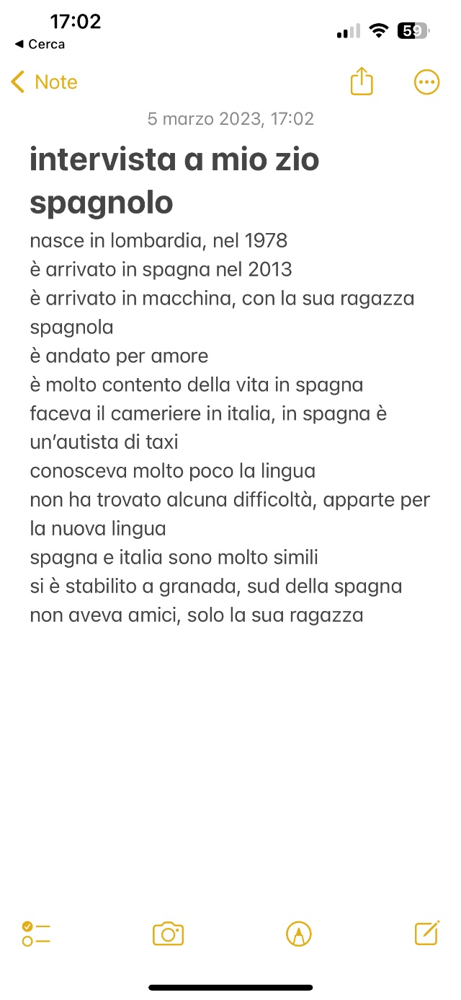 17:02
59
◀ Cerca
Note
5 marzo 2023, 17:02
intervista a mio zio
spagnolo
nasce in lombardia, nel 1978
è arrivato in spagna nel 2013
è arrivato in macchina, con la sua ragazza
spagnola
è andato per amore
è molto contento della vita in spagna
faceva il cameriere in italia, in spagna è
un’autista di taxi
conosceva molto poco la lingua
non ha trovato alcuna difficoltà, apparte per
la nuova lingua
spagna e italia sono molto simili
si è stabilito a granada, sud della spagna
non aveva amici, solo la sua ragazza